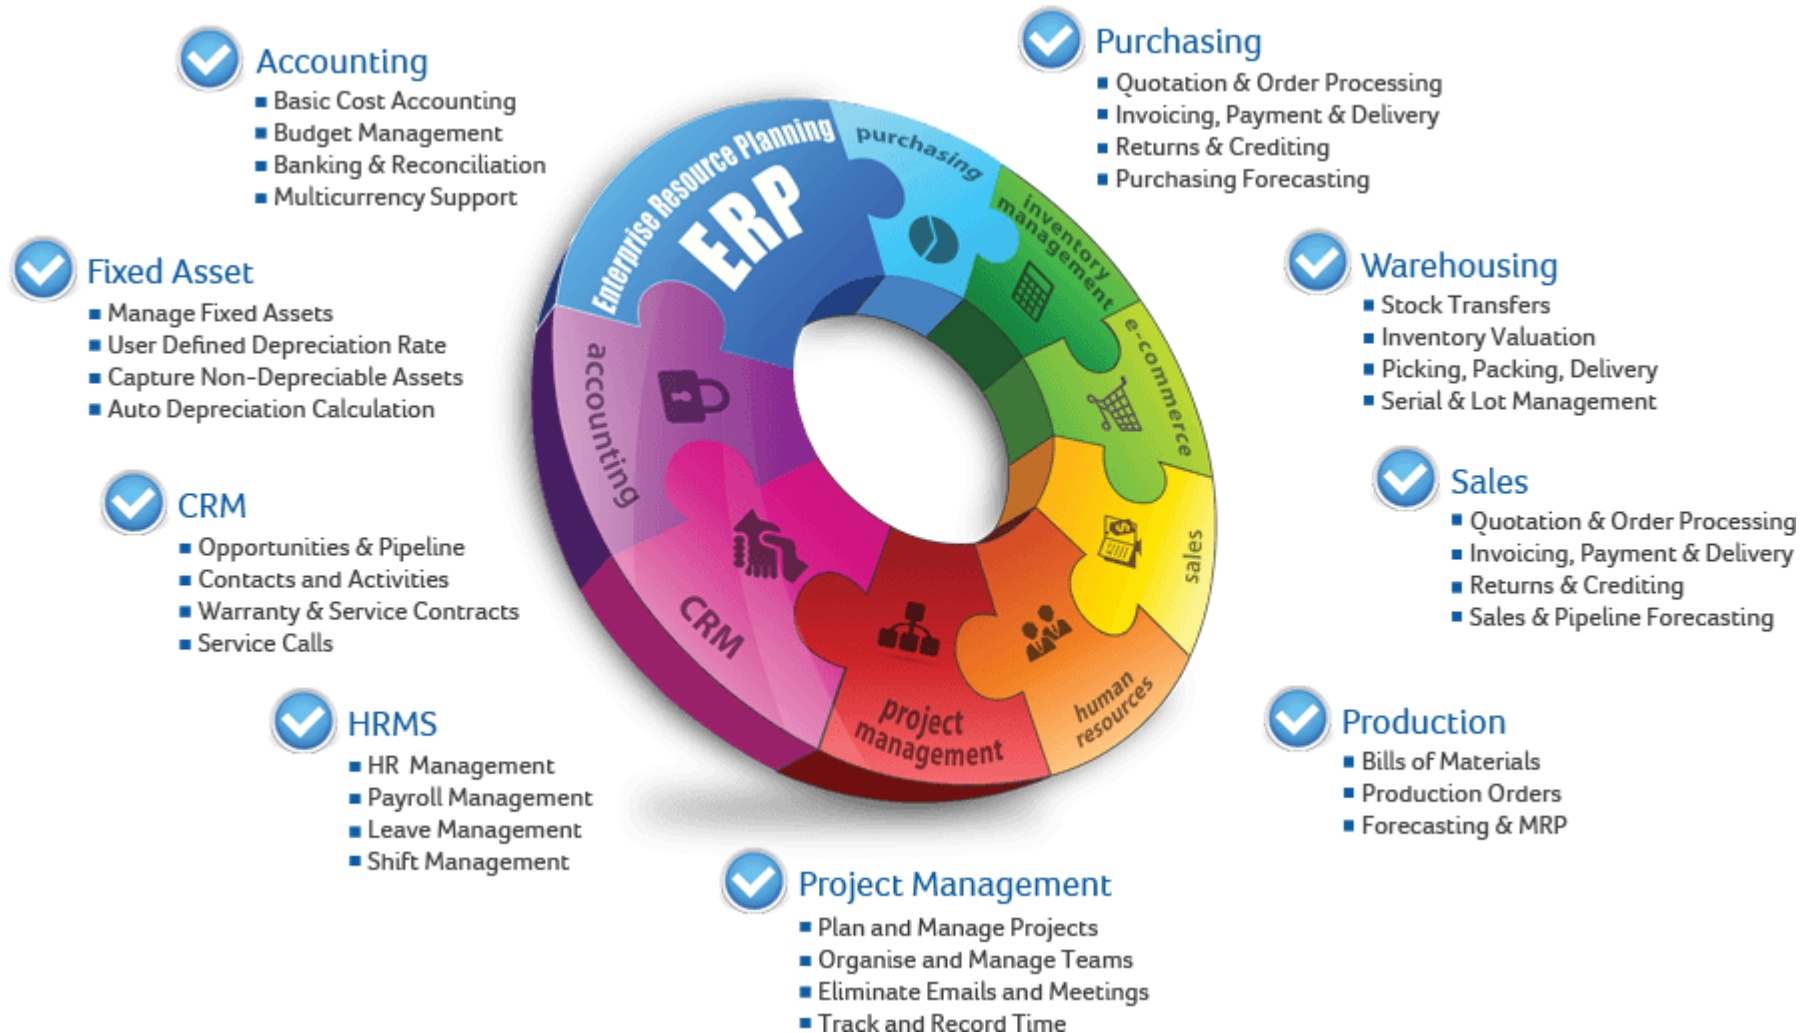 Accounting
Basic Cost Accounting
Budget Management
Banking & Reconciliation
Multicurrency Support
Fixed Asset
Manage Fixed Assets
User Defined Depreciation Rate
Capture Non-Depreciable Assets
Auto Depreciation Calculation
CRM
Opportunities & Pipeline
Contacts and Activities
Warranty & Service Contracts
Service Calls
HRMS
HR Management
Payroll Management
Leave Management
Shift Management
Enterprise Resource Planning
ERP
purchasing
inventory
management
e-commerce
sales
human
resources
project
management
CRM
accounting
Purchasing
Quotation & Order Processing
Invoicing, Payment & Delivery
Returns & Crediting
Purchasing Forecasting
Warehousing
Stock Transfers
Inventory Valuation
Picking, Packing, Delivery
Serial & Lot Management
Sales
Quotation & Order Processing
Invoicing, Payment & Delivery
Returns & Crediting
Sales & Pipeline Forecasting
Production
Bills of Materials
Production Orders
Forecasting & MRP
Project Management
Plan and Manage Projects
Organise and Manage Teams
Eliminate Emails and Meetings
Track and Record Time